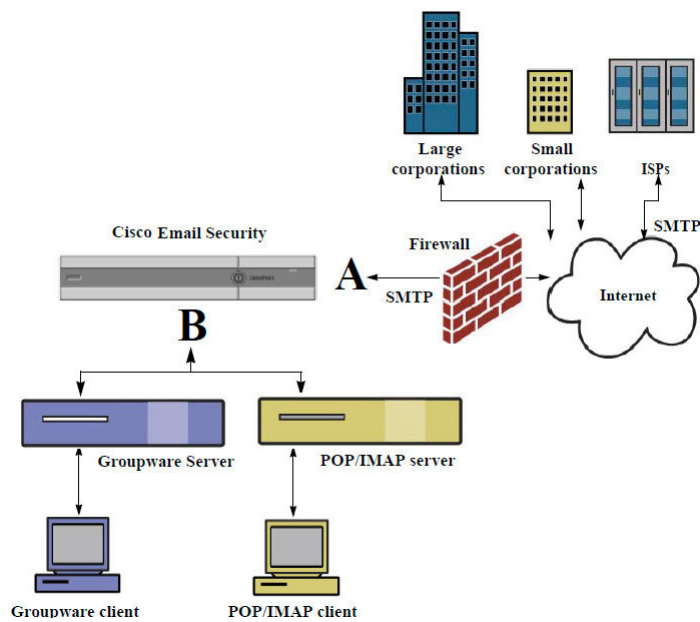 Large
corporations
Small
corporations
ISPs
SMTP
Cisco Email Security
Firewall
A
SMTP
Internet
B
Groupware Server
POP/IMAP server
Groupware client
POP/IMAP client